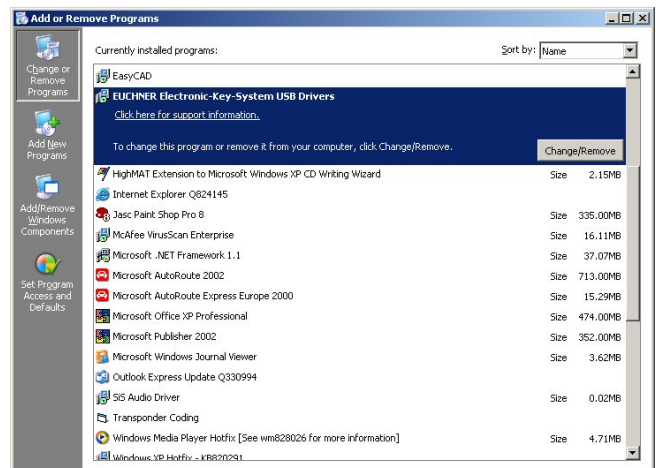 Add or Remove Programs
Change or
Remove
Programs
Add New
Programs
Add/Remove
Windows
Components
Set Program
Access and
Defaults
Currently installed programs:
Sort by: Name
EasyCAD
EUCHNER Electronic-Key-System USB Drivers
Click here for support information.
To change this program or remove it from your computer, click Change/Remove.
Change/Remove
HighMAT Extension to Microsoft Windows XP CD Writing Wizard Size 2.15MB
Internet Explorer Q824145
Jasc Paint Shop Pro 8 Size 335.00MB
McAfee VirusScan Enterprise Size 16.11MB
Microsoft .NET Framework 1.1 Size 37.07MB
Microsoft AutoRoute 2002 Size 713.00MB
Microsoft AutoRoute Express Europe 2000 Size 15.29MB
Microsoft Office XP Professional Size 474.00MB
Microsoft Publisher 2002 Size 352.00MB
Microsoft Windows Journal Viewer Size 3.62MB
Outlook Express Update Q330994
SiS Audio Driver Size 0.02MB
Transponder Coding
Windows Media Player Hotfix [See wm828026 for more information] Size 4.71MB
Windows XP Hotfix - KB820291